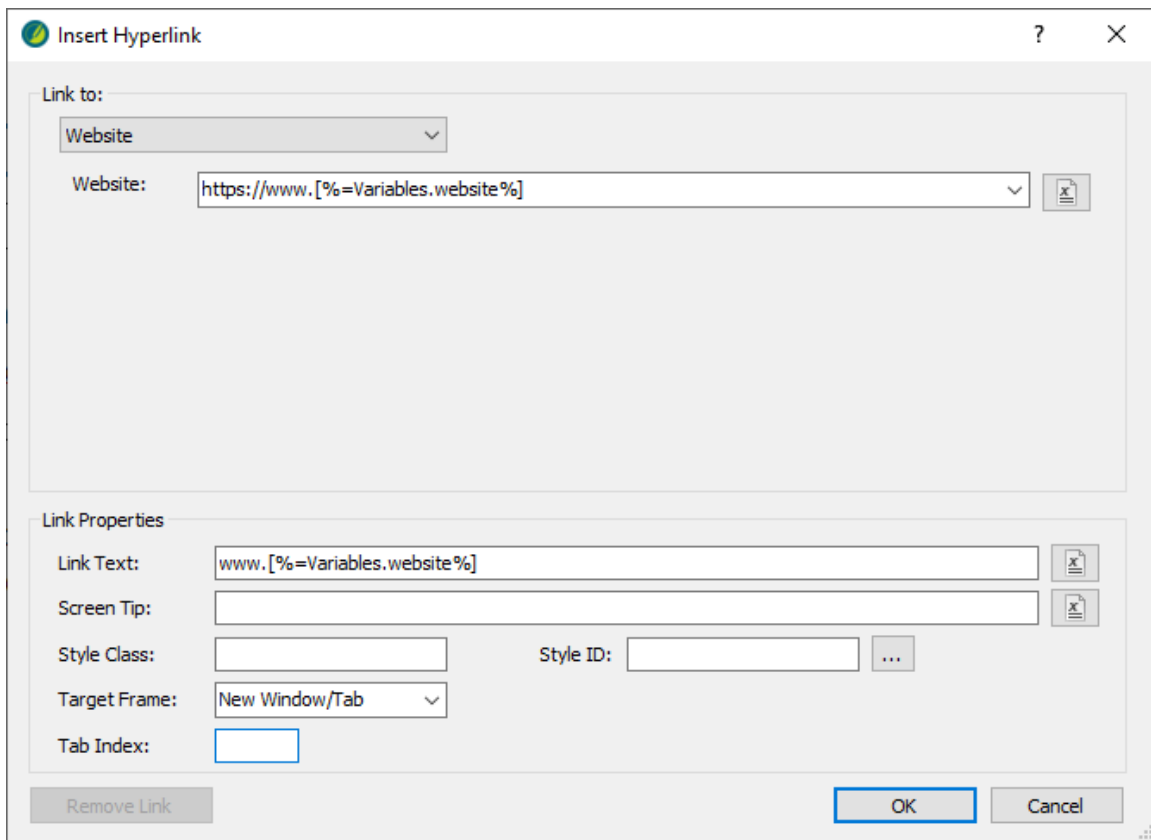 Insert Hyperlink ?
Link to:
Website
Website: https://www.[%=Variables.website%] x
Link Properties
Link Text: www.[%=Variables.website%] x
Screen Tip: x
Style Class: Style ID: ...
Target Frame: New Window/Tab
Tab Index:
Remove Link OK Cancel